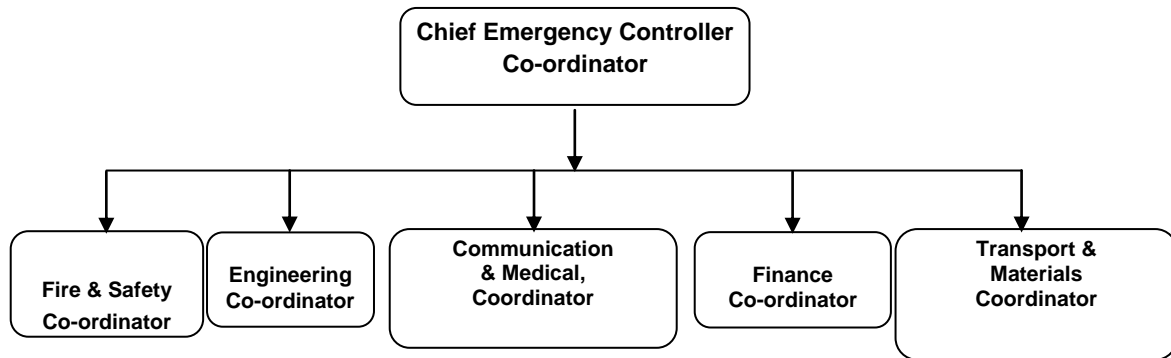 Chief Emergency Controller
Co-ordinator
Fire & Safety
Co-ordinator
Engineering
Co-ordinator
Communication
& Medical,
Coordinator
Finance
Co-ordinator
Transport &
Materials
Coordinator